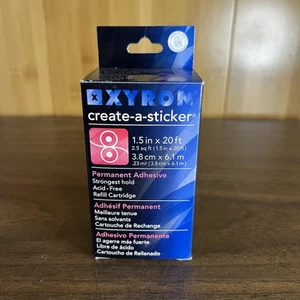 XYRON
create-a-sticker™
1.5 in x 20 ft
2.5 sq ft (1.5 in x 20 ft)
3.8 cm x 6.1 m
.23 m² (3.8 cm x 6.1 m)
Permanent Adhesive
Strongest hold
Acid - Free
Refill Cartridge
Adhésif Permanent
Meilleure tenue
Sans solvants
Cartouche de Rechange
Adhesivo Permanente
El agarre más fuerte
Libre de ácido
Cartucho de Rellenado